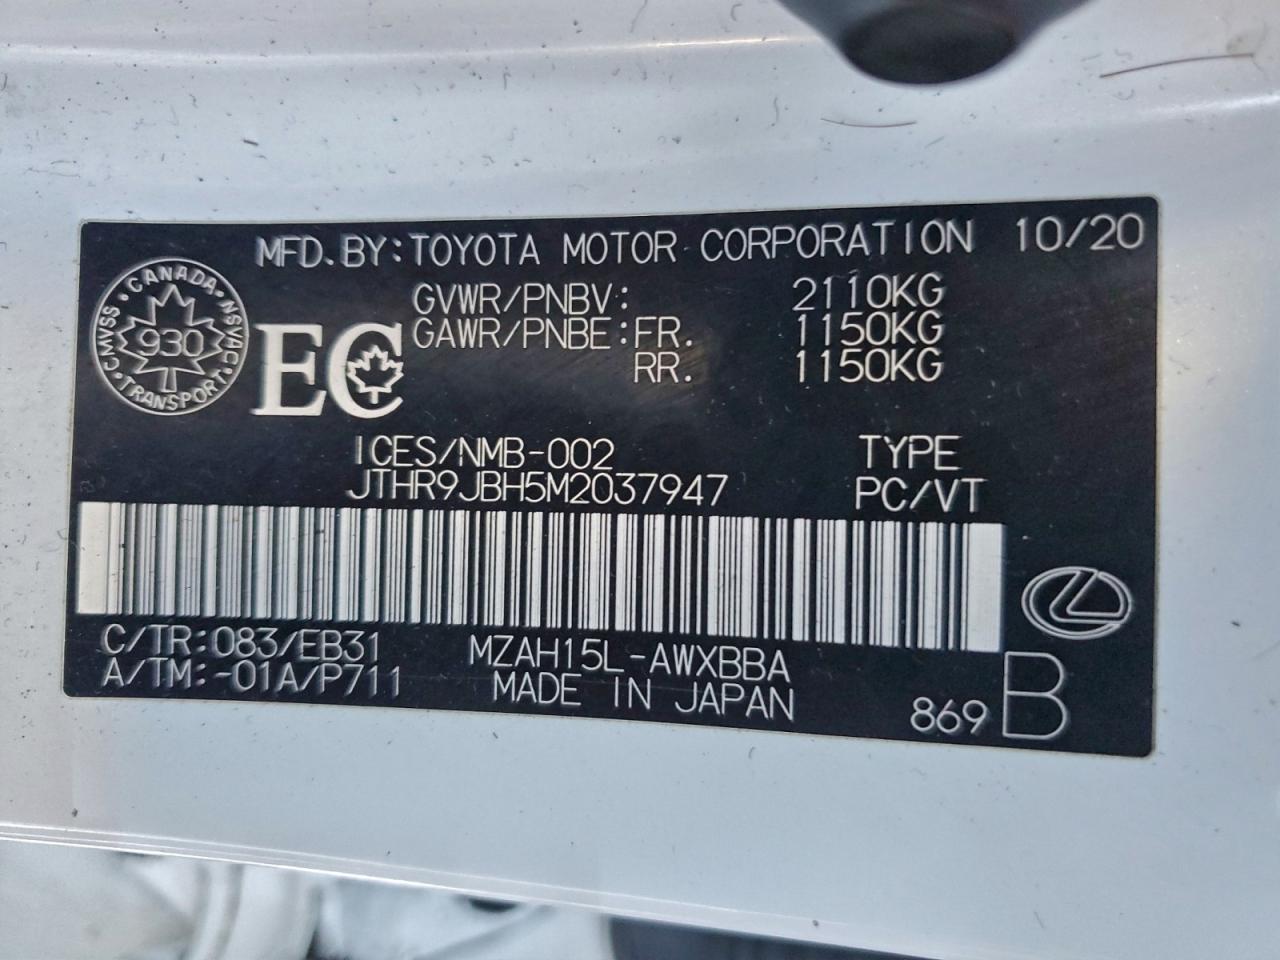 MFD. BY: TOYOTA MOTOR CORPORATION 10/20
CANADA
CMVSS · NSVAC
930
TRANSPORT
EC
GVWR/PNBV: 2110KG
GAWR/PNBE: FR. 1150KG
RR. 1150KG
ICES/NMB-002 TYPE
JTHR9JBH5M2037947 PC/VT
C/TR: 083/EB31 MZAH15L-AWXBBA
A/TM: -01A/P711 MADE IN JAPAN
869 B